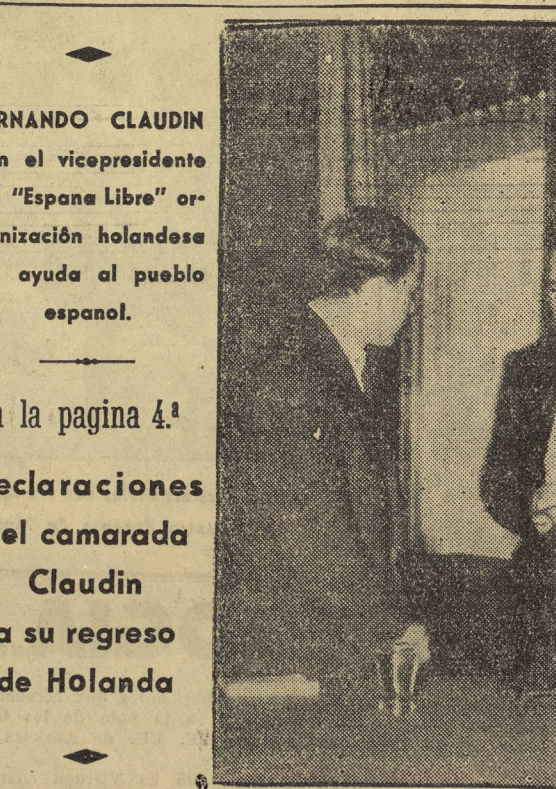 RNANDO CLAUDIN
n el vicepresidente
"Espana Libre" or-
nización holandesa
ayuda al pueblo
espanol.
la pagina 4.ª
eclaraciones
el camarada
Claudin
a su regreso
de Holanda